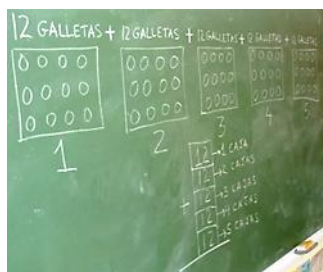 12 GALLETAS + 12 GALLETAS + 12 GALLETAS + 12 GALLETAS + 12 GALLETAS
1 2 3 4 5
12 → 1 CAJA
12 → 2 CAJAS
+ 12 → 3 CAJAS
12 → 4 CAJAS
12 → 5 CAJAS